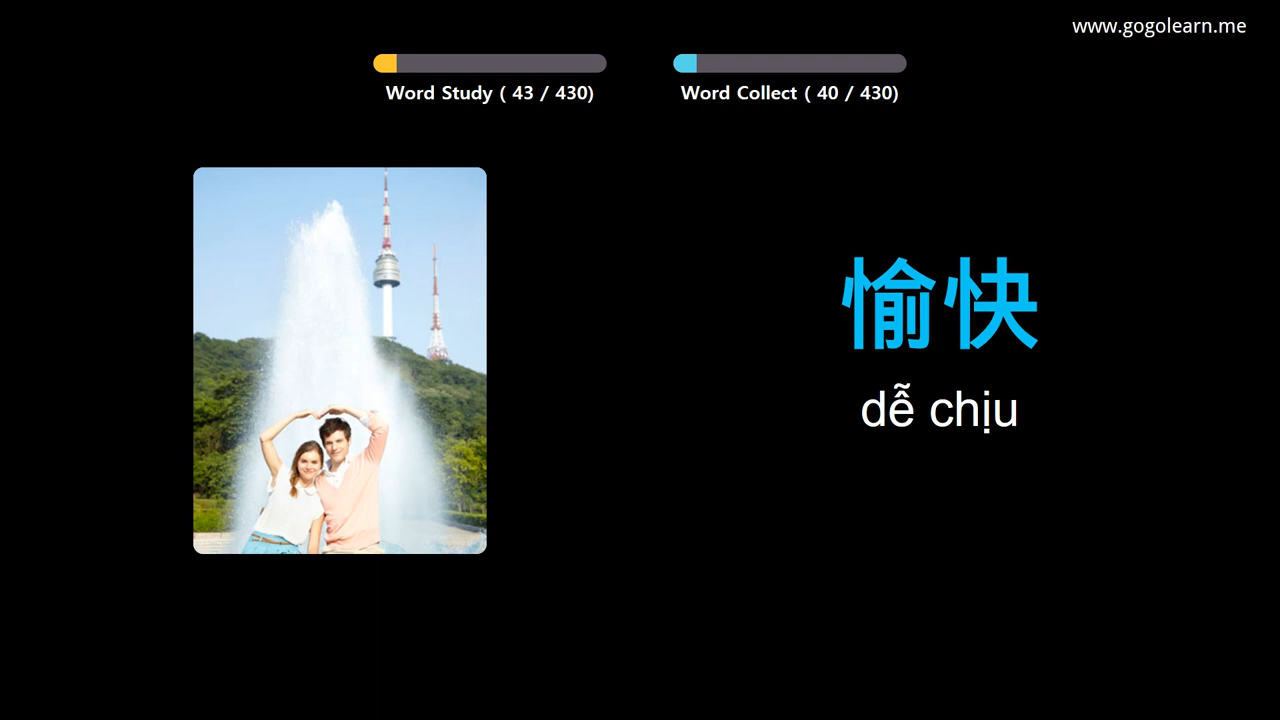 www.gogolearn.me
Word Study ( 43 / 430)
Word Collect ( 40 / 430)
愉快
dễ chịu